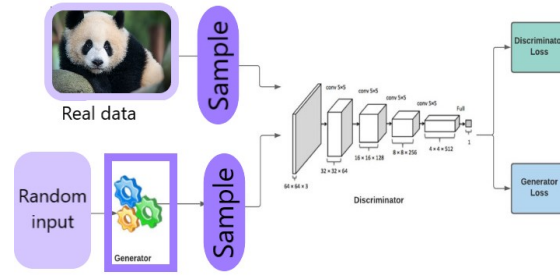 Real data
Sample
Random
input
Generator
Sample
conv 5×5
conv 5×5
conv 5×5
conv 5×5
Full
64 × 64 × 3
32 × 32 × 64
16 × 16 × 128
8 × 8 × 256
4 × 4 × 512
1
Discriminator
Discriminator
Loss
Generator
Loss